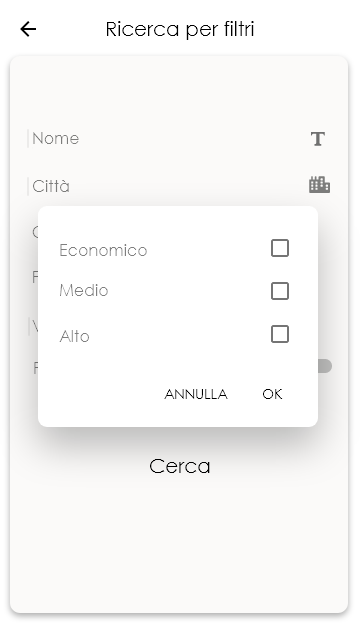 Ricerca per filtri
Nome
Città
Economico
Medio
Alto
ANNULLA OK
Cerca